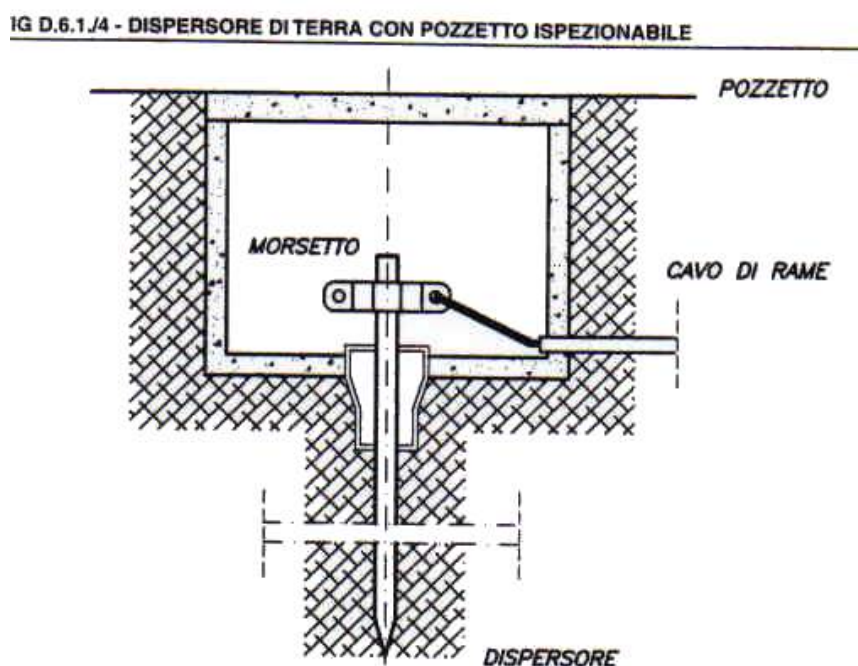 IG D.6.1./4 - DISPERSORE DI TERRA CON POZZETTO ISPEZIONABILE
POZZETTO
MORSETTO
CAVO DI RAME
DISPERSORE